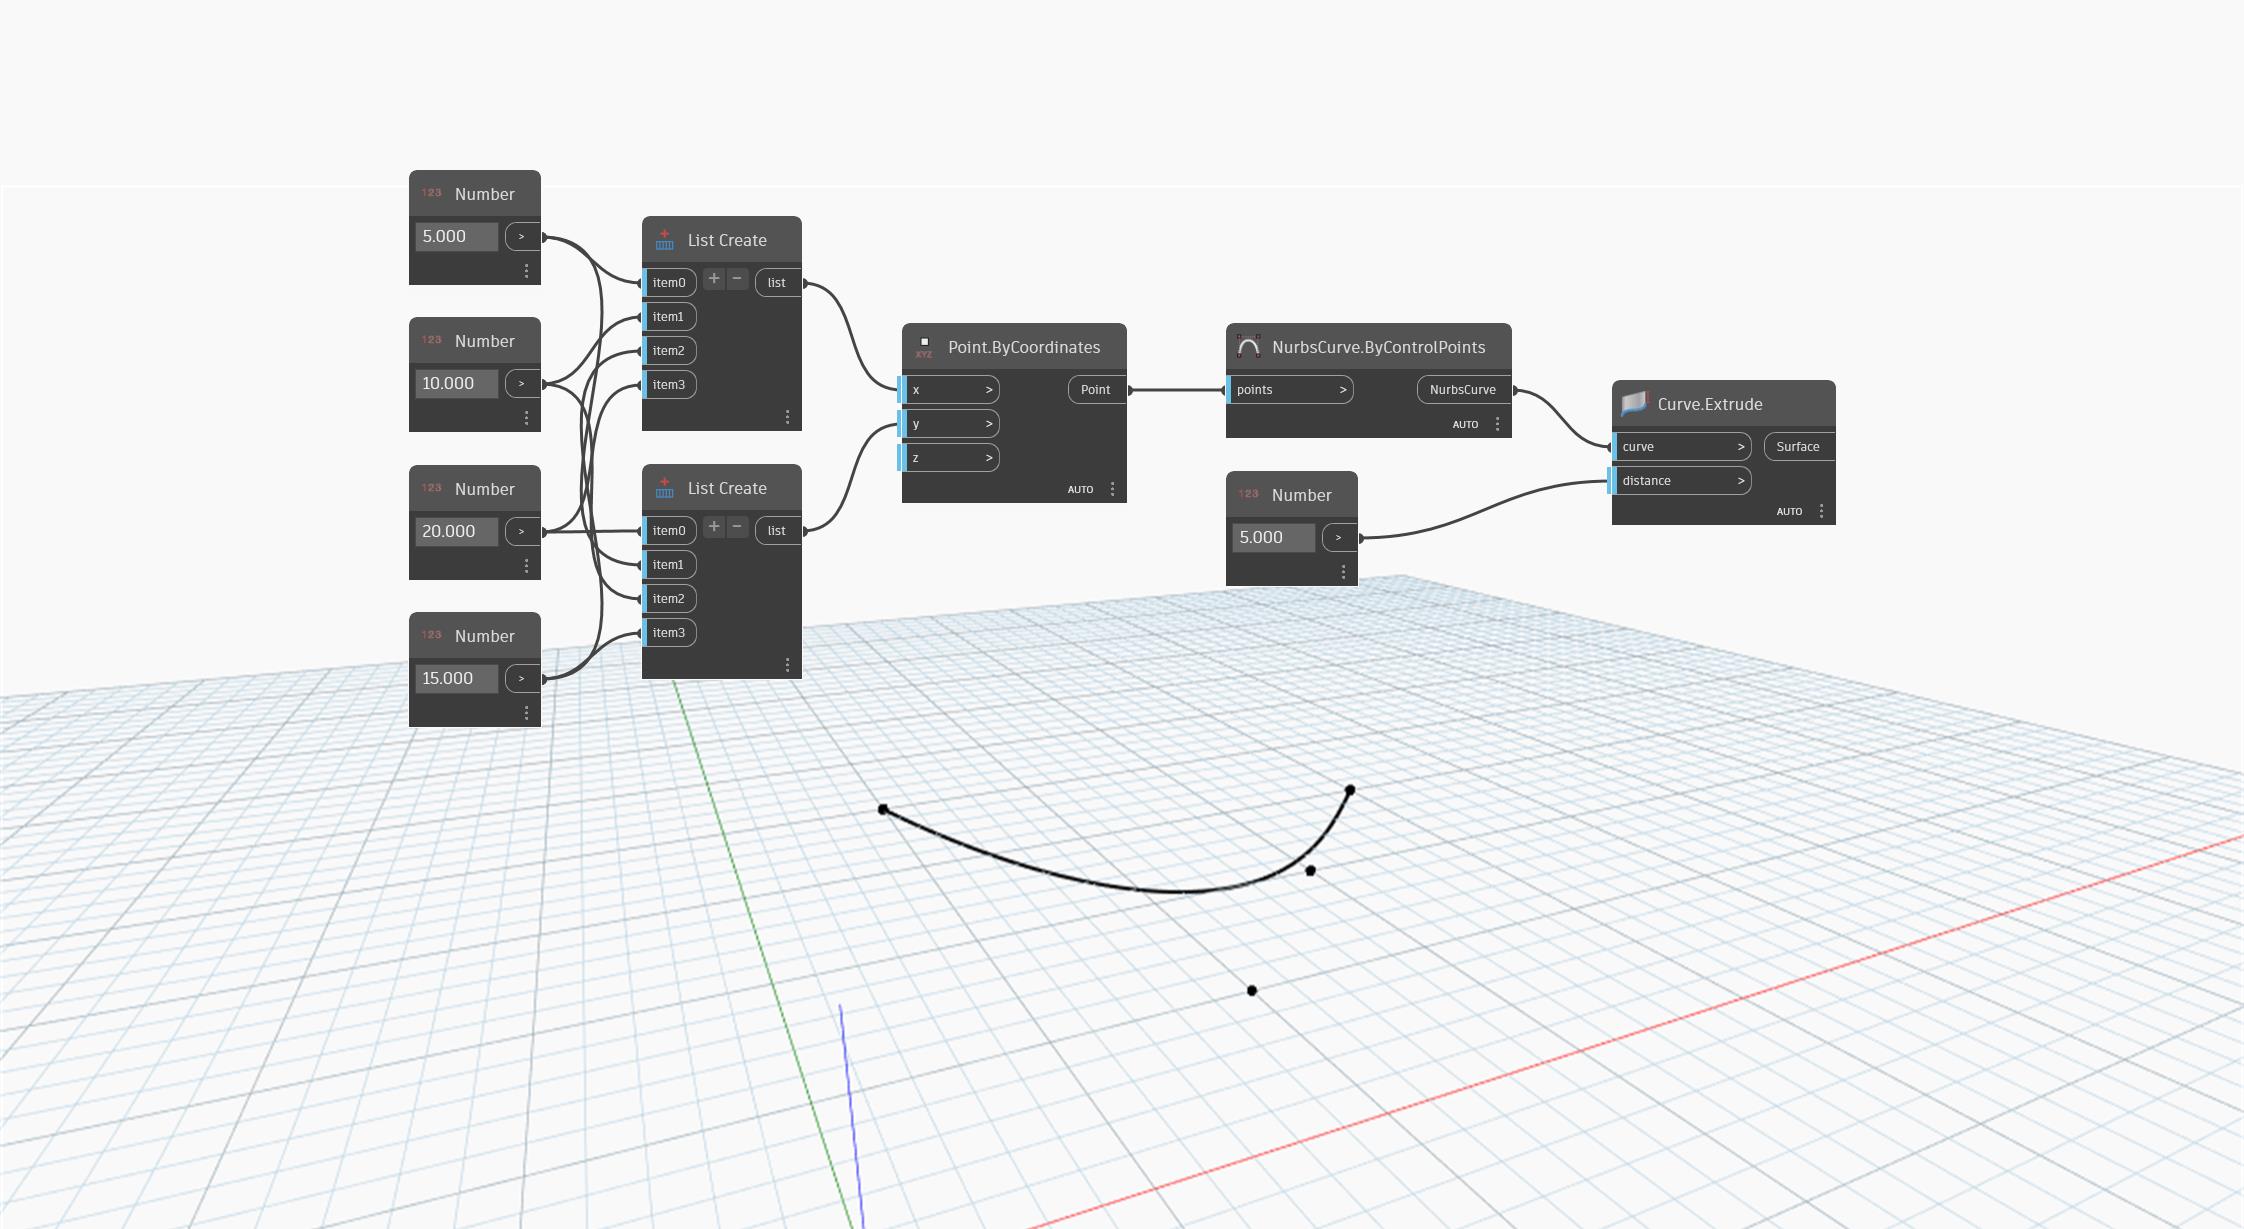 123 Number
5.000 >
123 Number
10.000 >
123 Number
20.000 >
123 Number
15.000 >
List Create
item0 + − list
item1
item2
item3
List Create
item0 + − list
item1
item2
item3
XYZ Point.ByCoordinates
x > Point
y >
z >
AUTO
NurbsCurve.ByControlPoints
points > NurbsCurve
AUTO
123 Number
5.000 >
Curve.Extrude
curve > Surface
distance >
AUTO